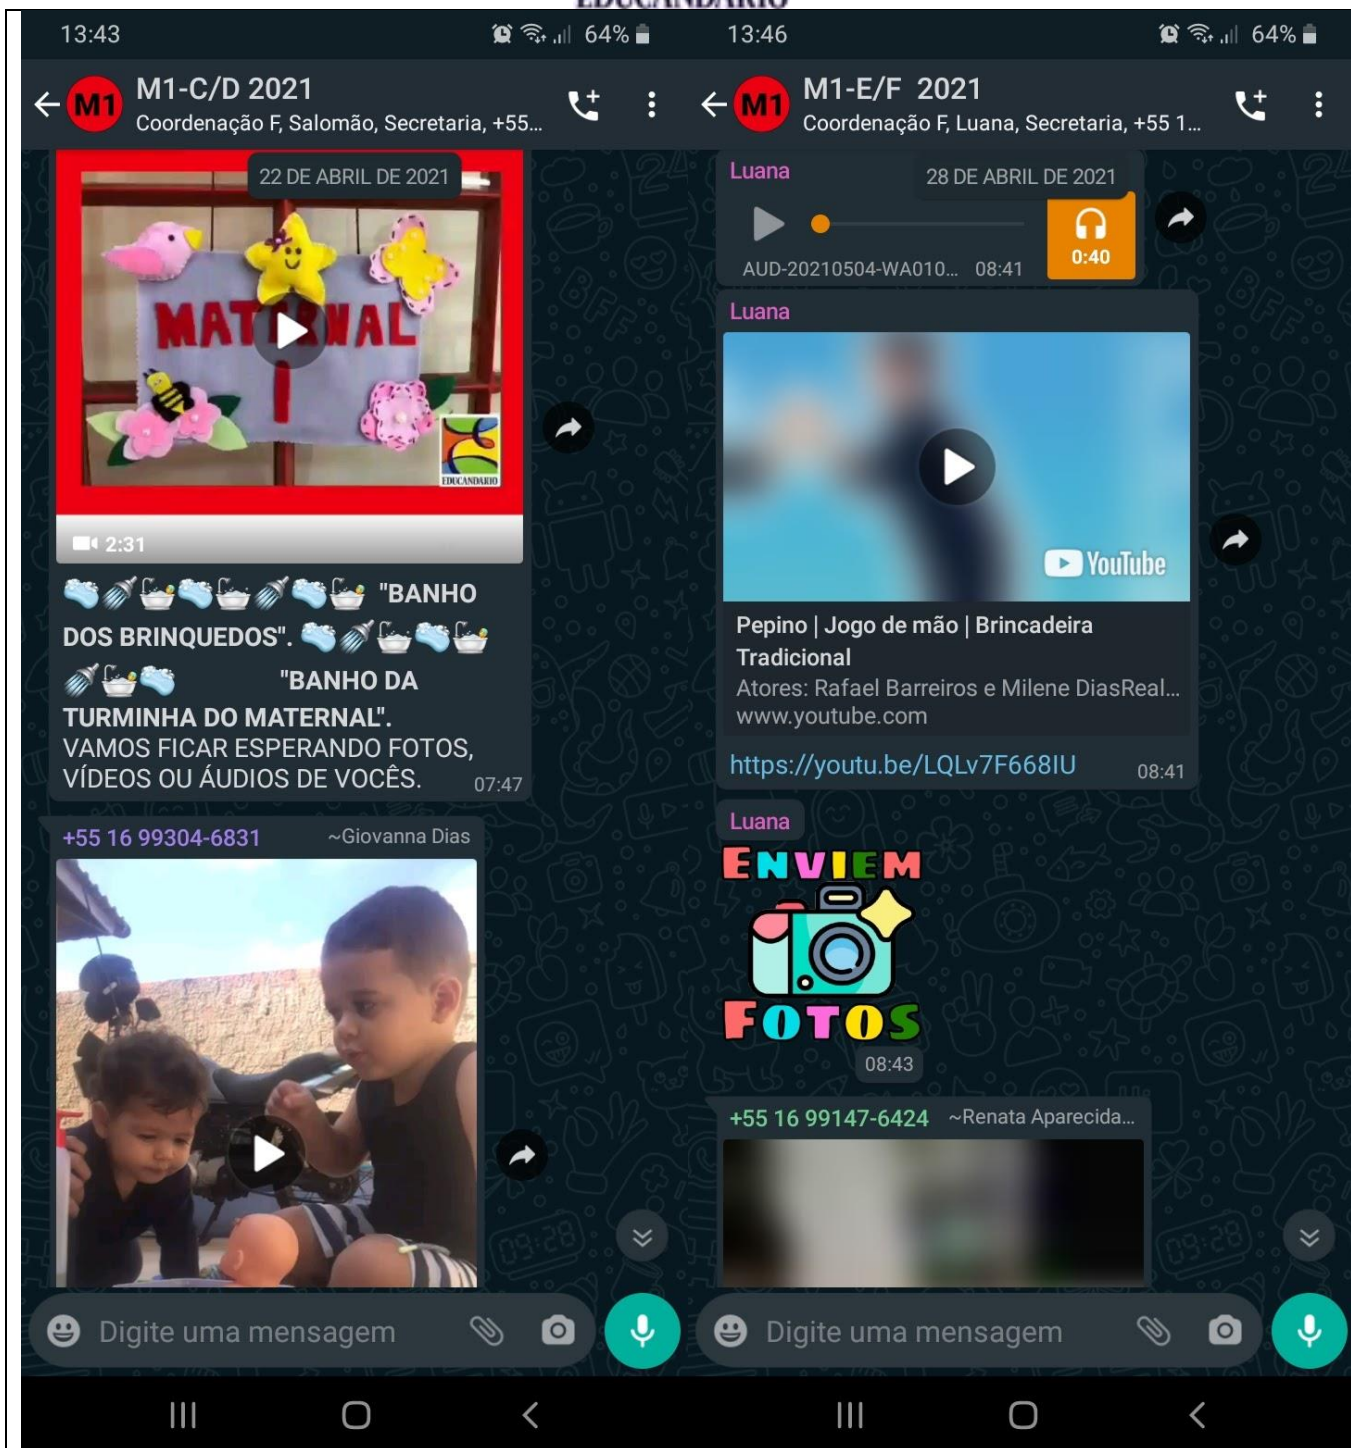 EDUCANDÁRIO
13:43
64%
M1
M1-C/D 2021
Coordenação F, Salomão, Secretaria, +55...
22 DE ABRIL DE 2021
MATERNAL
I
EDUCANDÁRIO
2:31
"BANHO
DOS BRINQUEDOS".
"BANHO DA
TURMINHA DO MATERNAL".
VAMOS FICAR ESPERANDO FOTOS,
VÍDEOS OU ÁUDIOS DE VOCÊS.
07:47
+55 16 99304-6831 ~Giovanna Dias
Digite uma mensagem
13:46
64%
M1
M1-E/F 2021
Coordenação F, Luana, Secretaria, +55 1...
28 DE ABRIL DE 2021
Luana
0:40
AUD-20210504-WA010... 08:41
Luana
YouTube
Pepino | Jogo de mão | Brincadeira
Tradicional
Atores: Rafael Barreiros e Milene DiasReal...
www.youtube.com
https://youtu.be/LQLv7F668IU
08:41
Luana
ENVIEM
FOTOS
08:43
+55 16 99147-6424 ~Renata Aparecida...
Digite uma mensagem